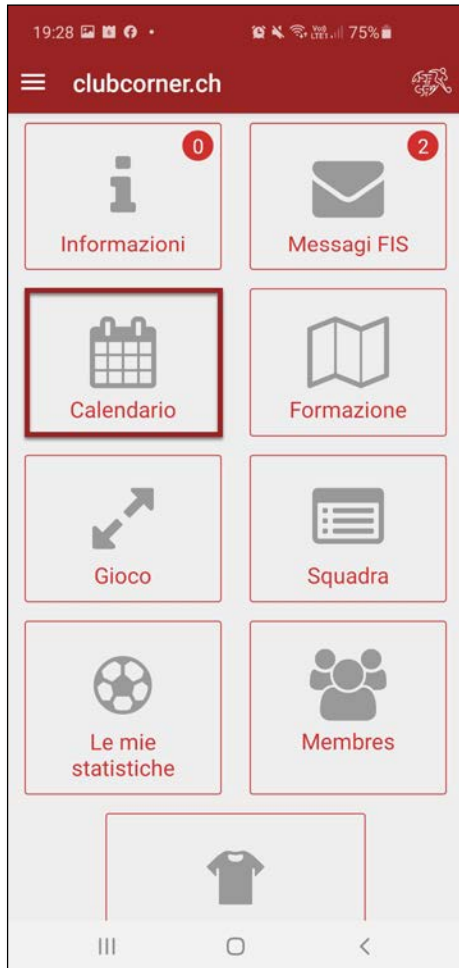 19:28 75%
clubcorner.ch
0 2
Informazioni Messagi FIS
Calendario Formazione
Gioco Squadra
Le mie Membres
statistiche